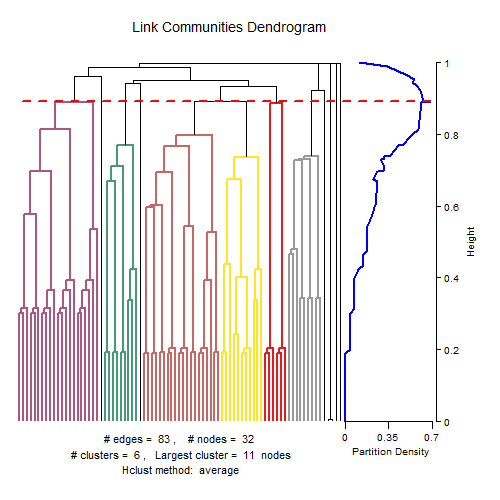 Link Communities Dendrogram
1
0.8
0.6
0.4
0.2
0
Height
0 0.35 0.7
Partition Density
# edges = 83 , # nodes = 32
# clusters = 6 , Largest cluster = 11 nodes
Hclust method: average